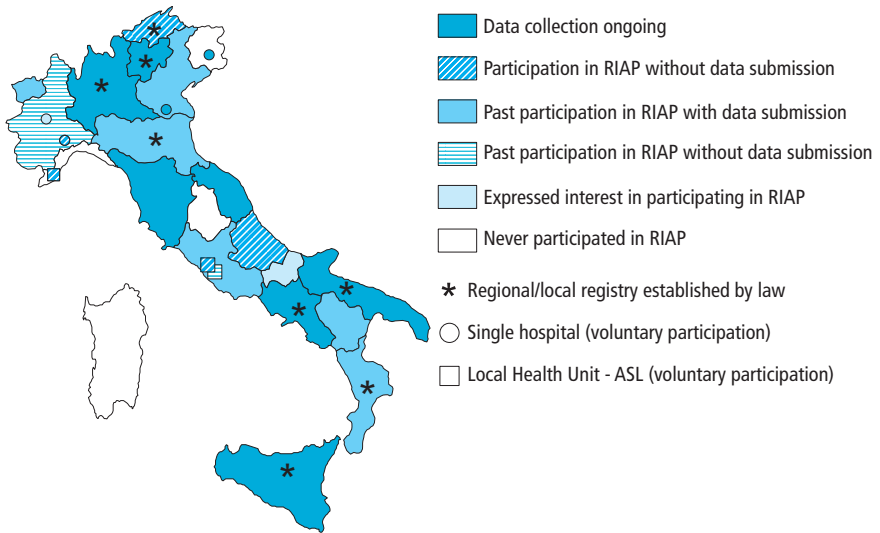 Data collection ongoing
Participation in RIAP without data submission
Past participation in RIAP with data submission
Past participation in RIAP without data submission
Expressed interest in participating in RIAP
Never participated in RIAP
* Regional/local registry established by law
Single hospital (voluntary participation)
Local Health Unit - ASL (voluntary participation)